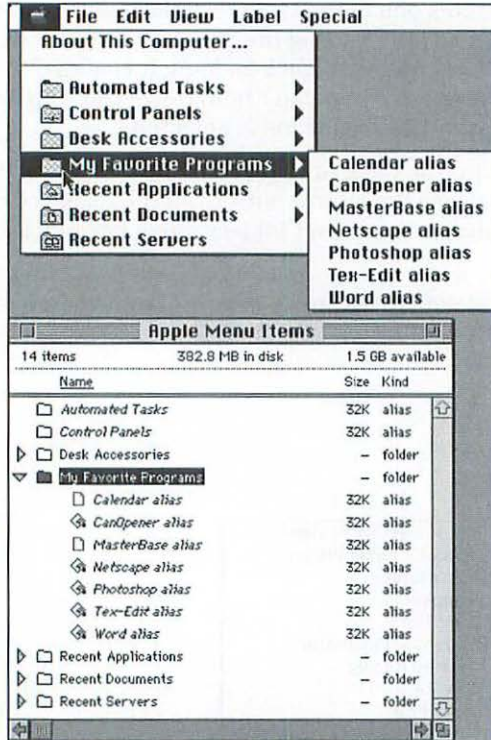 File Edit View Label Special
About This Computer...
Automated Tasks
Control Panels
Desk Accessories
My Favorite Programs
Recent Applications
Recent Documents
Recent Servers
Calendar alias
CanOpener alias
MasterBase alias
Netscape alias
Photoshop alias
Tex-Edit alias
Word alias
Apple Menu Items
14 items 382.8 MB in disk 1.5 GB available
Name Size Kind
Automated Tasks 32K alias
Control Panels 32K alias
Desk Accessories – folder
My Favorite Programs – folder
Calendar alias 32K alias
CanOpener alias 32K alias
MasterBase alias 32K alias
Netscape alias 32K alias
Photoshop alias 32K alias
Tex-Edit alias 32K alias
Word alias 32K alias
Recent Applications – folder
Recent Documents – folder
Recent Servers – folder